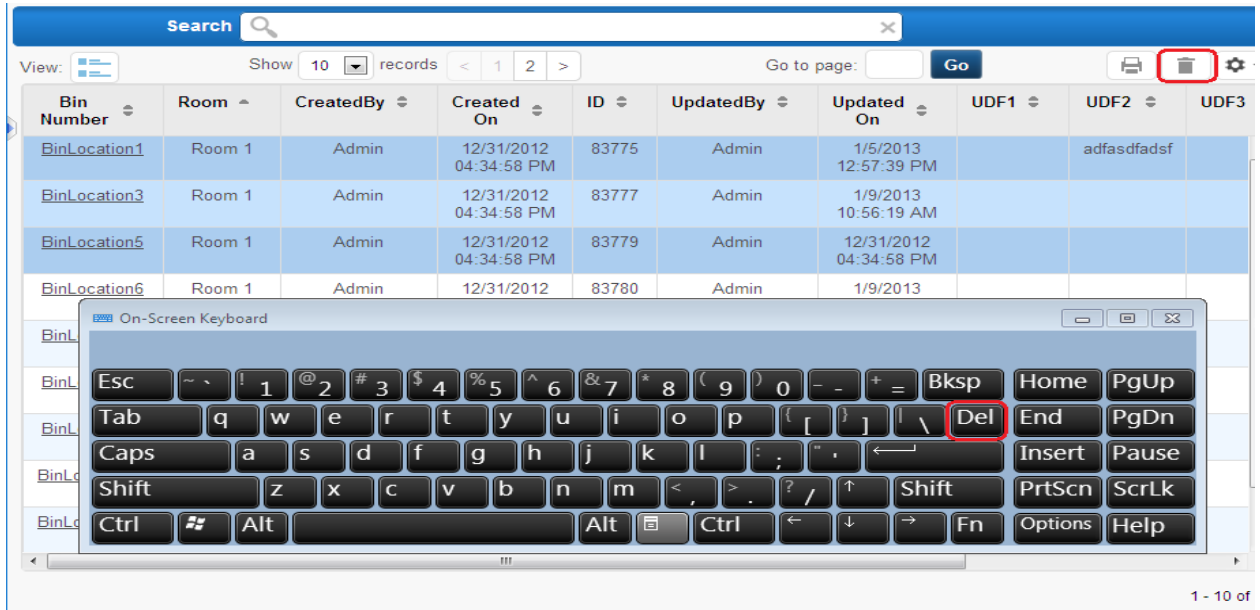 Search
View: Show 10 records < 1 2 > Go to page: Go
Bin Number Room CreatedBy Created On ID UpdatedBy Updated On UDF1 UDF2 UDF3
BinLocation1 Room 1 Admin 12/31/2012 04:34:58 PM 83775 Admin 1/5/2013 12:57:39 PM adfasdfadsf
BinLocation3 Room 1 Admin 12/31/2012 04:34:58 PM 83777 Admin 1/9/2013 10:56:19 AM
BinLocation5 Room 1 Admin 12/31/2012 04:34:58 PM 83779 Admin 12/31/2012 04:34:58 PM
BinLocation6 Room 1 Admin 12/31/2012 83780 Admin 1/9/2013
On-Screen Keyboard
BinL
BinL
BinL
BinLo
BinLo
Esc ~ ` ! 1 @ 2 # 3 $ 4 % 5 ^ 6 & 7 * 8 ( 9 ) 0 - - + = Bksp Home PgUp
Tab q w e r t y u i o p { [ } ] | \ Del End PgDn
Caps a s d f g h j k l : ; " ' Insert Pause
Shift z x c v b n m < , > . ? / ↑ Shift PrtScn ScrLk
Ctrl Alt Alt Ctrl ← ↓ → Fn Options Help
1 - 10 of